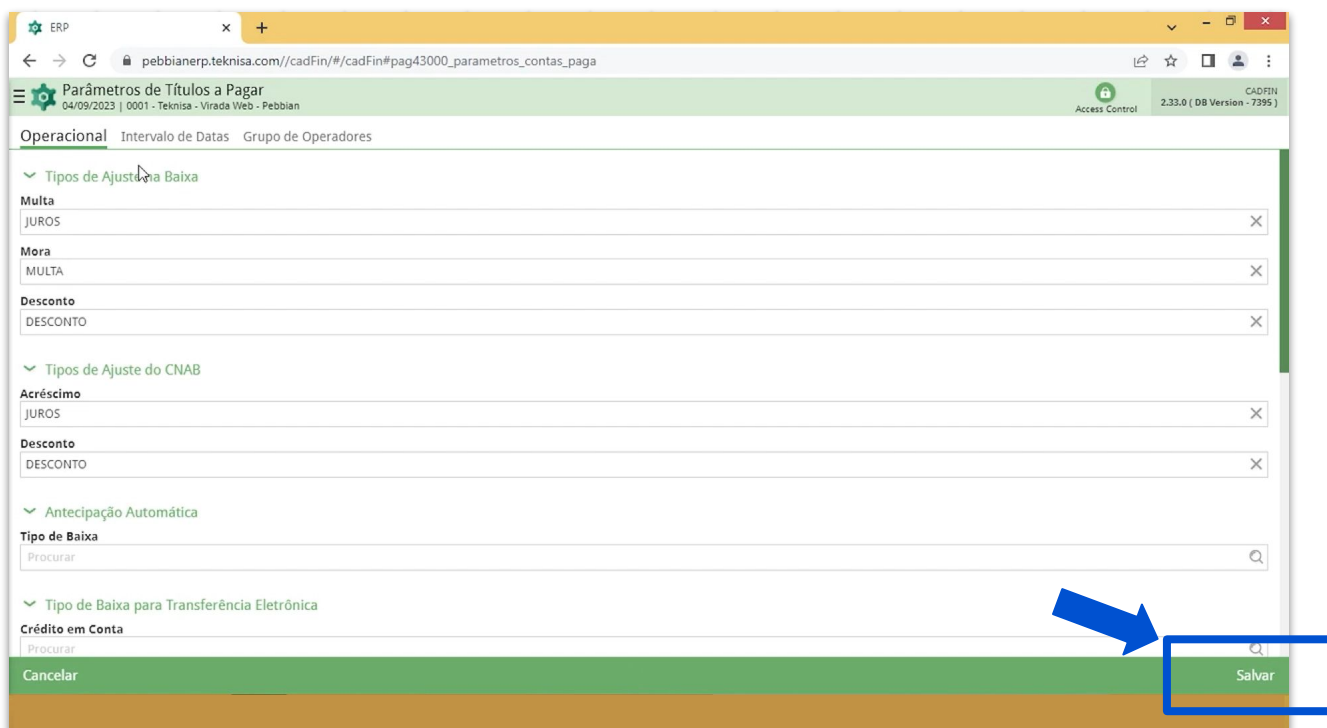 ERP
pebbianerp.teknisa.com//cadFin/#/cadFin#pag43000_parametros_contas_paga
Parâmetros de Títulos a Pagar
04/09/2023 | 0001 - Teknisa - Virada Web - Pebbian
Access Control
CADFIN
2.33.0 ( DB Version - 7395 )
Operacional Intervalo de Datas Grupo de Operadores
Tipos de Ajuste na Baixa
Multa
JUROS
Mora
MULTA
Desconto
DESCONTO
Tipos de Ajuste do CNAB
Acréscimo
JUROS
Desconto
DESCONTO
Antecipação Automática
Tipo de Baixa
Procurar
Tipo de Baixa para Transferência Eletrônica
Crédito em Conta
Procurar
Cancelar
Salvar